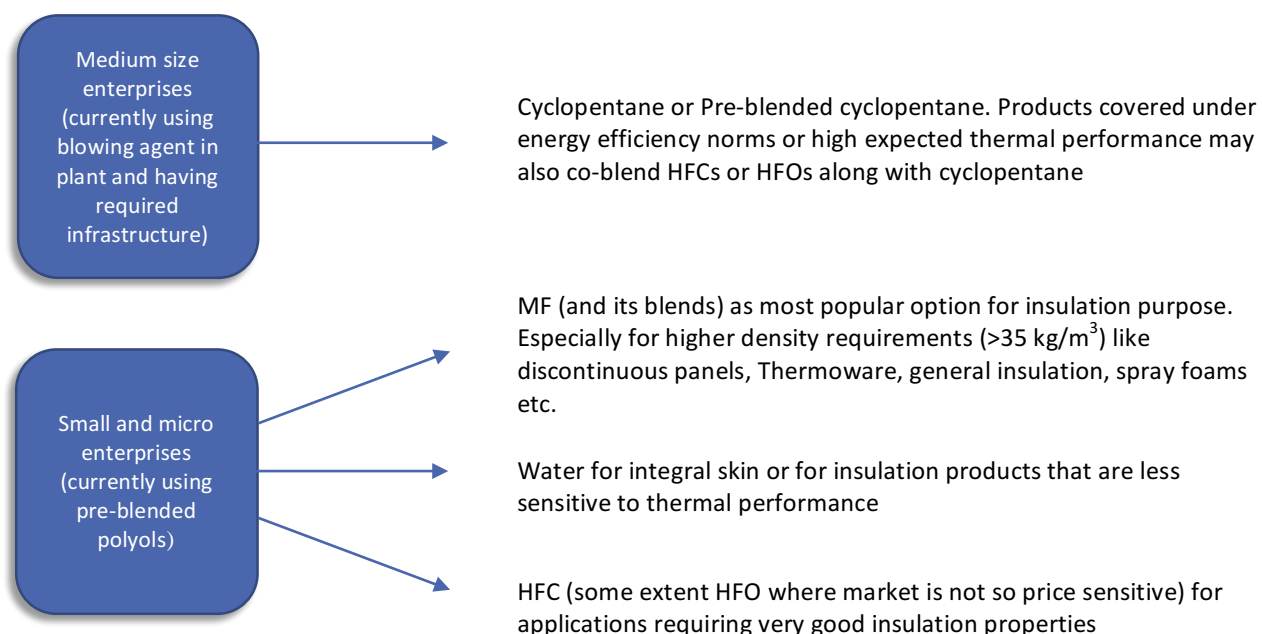 Medium size
enterprises
(currently using
blowing agent in
plant and having
required
infrastructure)
Cyclopentane or Pre-blended cyclopentane. Products covered under
energy efficiency norms or high expected thermal performance may
also co-blend HFCs or HFOs along with cyclopentane
Small and micro
enterprises
(currently using
pre-blended
polyols)
MF (and its blends) as most popular option for insulation purpose.
Especially for higher density requirements (>35 kg/m³) like
discontinuous panels, Thermoware, general insulation, spray foams
etc.
Water for integral skin or for insulation products that are less
sensitive to thermal performance
HFC (some extent HFO where market is not so price sensitive) for
applications requiring very good insulation properties